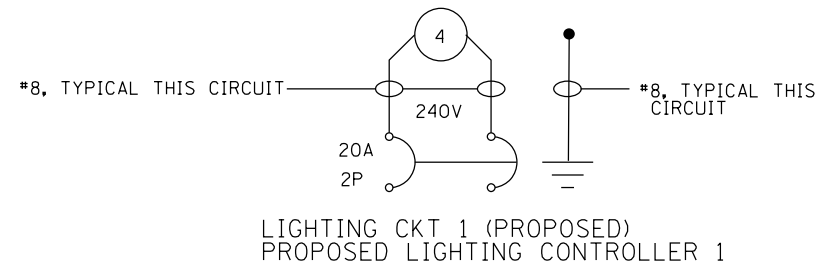 4
#8, TYPICAL THIS CIRCUIT
#8, TYPICAL THIS
CIRCUIT
240V
20A
2P
LIGHTING CKT 1 (PROPOSED)
PROPOSED LIGHTING CONTROLLER 1